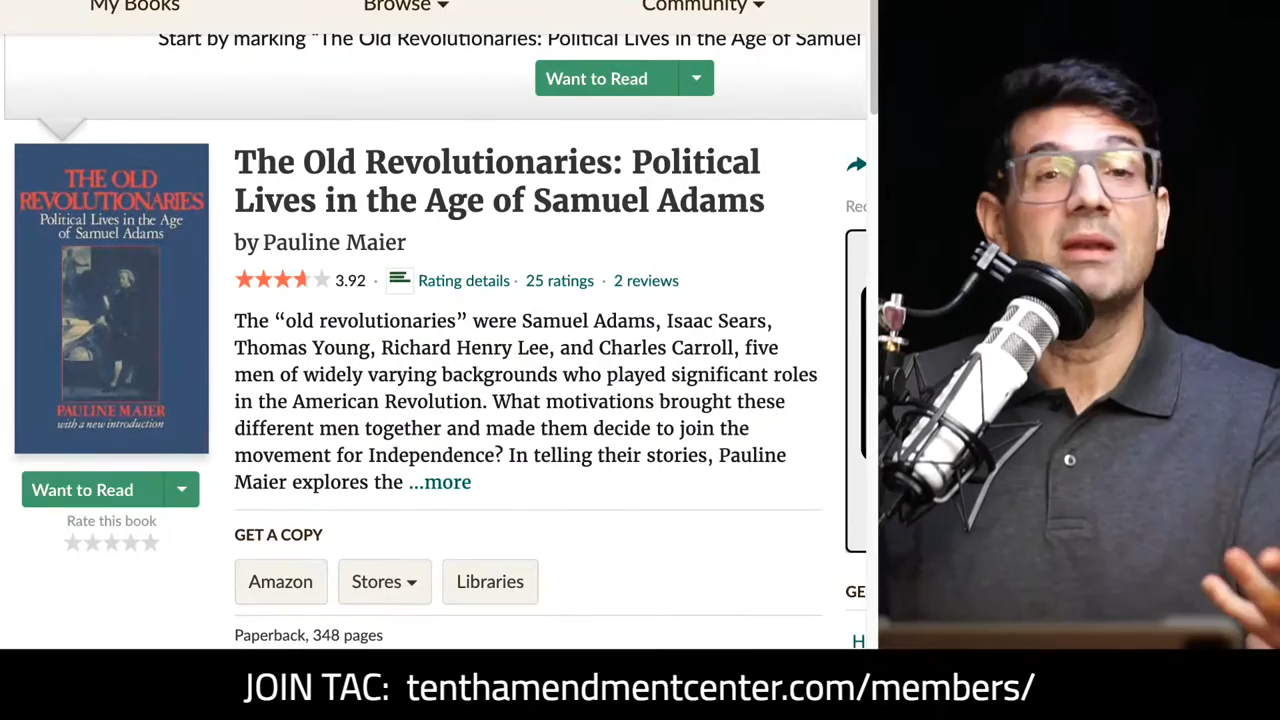 My Books
Browse
Community
Start by marking "The Old Revolutionaries: Political Lives in the Age of Samuel
Want to Read
THE OLD
REVOLUTIONARIES
Political Lives in the Age
of Samuel Adams
PAULINE MAIER
with a new introduction
Want to Read
Rate this book
The Old Revolutionaries: Political
Lives in the Age of Samuel Adams
by Pauline Maier
3.92 · Rating details · 25 ratings · 2 reviews
The “old revolutionaries” were Samuel Adams, Isaac Sears,
Thomas Young, Richard Henry Lee, and Charles Carroll, five
men of widely varying backgrounds who played significant roles
in the American Revolution. What motivations brought these
different men together and made them decide to join the
movement for Independence? In telling their stories, Pauline
Maier explores the ...more
GET A COPY
Amazon
Stores
Libraries
Paperback, 348 pages
JOIN TAC: tenthamendmentcenter.com/members/